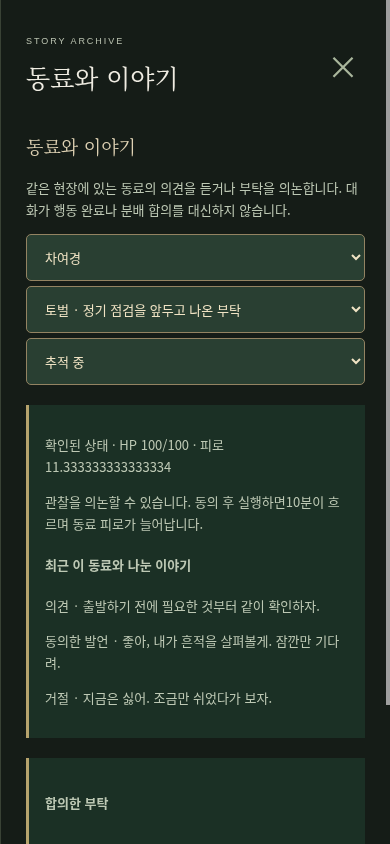 STORY ARCHIVE
동료와 이야기
동료와 이야기
같은 현장에 있는 동료의 의견을 듣거나 부탁을 의논합니다. 대
화가 행동 완료나 분배 합의를 대신하지 않습니다.
차여경
토벌 · 정기 점검을 앞두고 나온 부탁
추적 중
확인된 상태 · HP 100/100 · 피로
11.333333333333334
관찰을 의논할 수 있습니다. 동의 후 실행하면10분이 흐
르며 동료 피로가 늘어납니다.
최근 이 동료와 나눈 이야기
의견 · 출발하기 전에 필요한 것부터 같이 확인하자.
동의한 발언 · 좋아, 내가 흔적을 살펴볼게. 잠깐만 기다
려.
거절 · 지금은 싫어. 조금만 쉬었다가 보자.
합의한 부탁